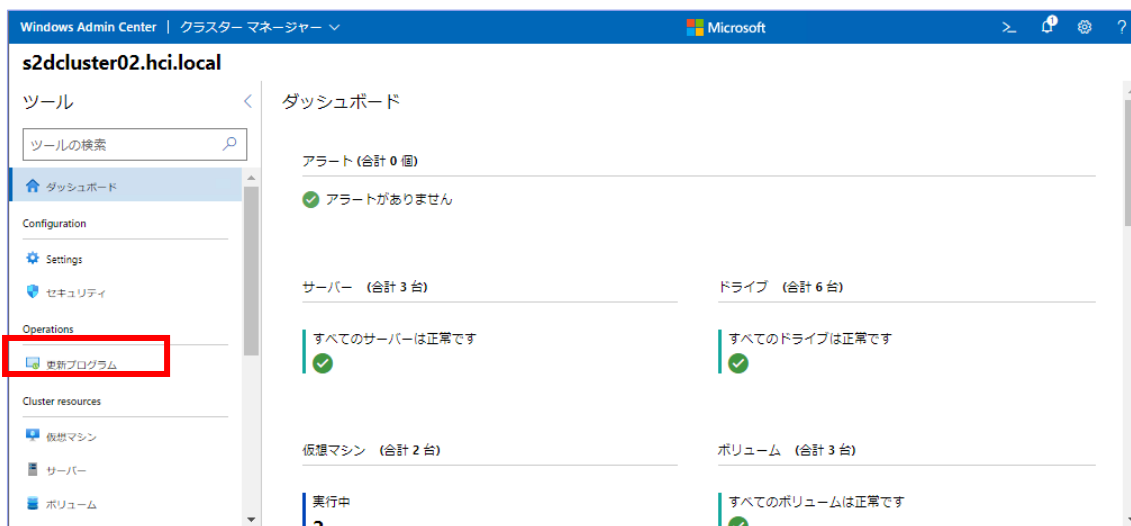 Windows Admin Center | クラスター マネージャー
Microsoft
?
s2dcluster02.hci.local
ツール
ツールの検索
ダッシュボード
Configuration
Settings
セキュリティ
Operations
更新プログラム
Cluster resources
仮想マシン
サーバー
ボリューム
ダッシュボード
アラート (合計 0 個)
アラートがありません
サーバー (合計 3 台)
すべてのサーバーは正常です
ドライブ (合計 6 台)
すべてのドライブは正常です
仮想マシン (合計 2 台)
実行中
ボリューム (合計 3 台)
すべてのボリュームは正常です